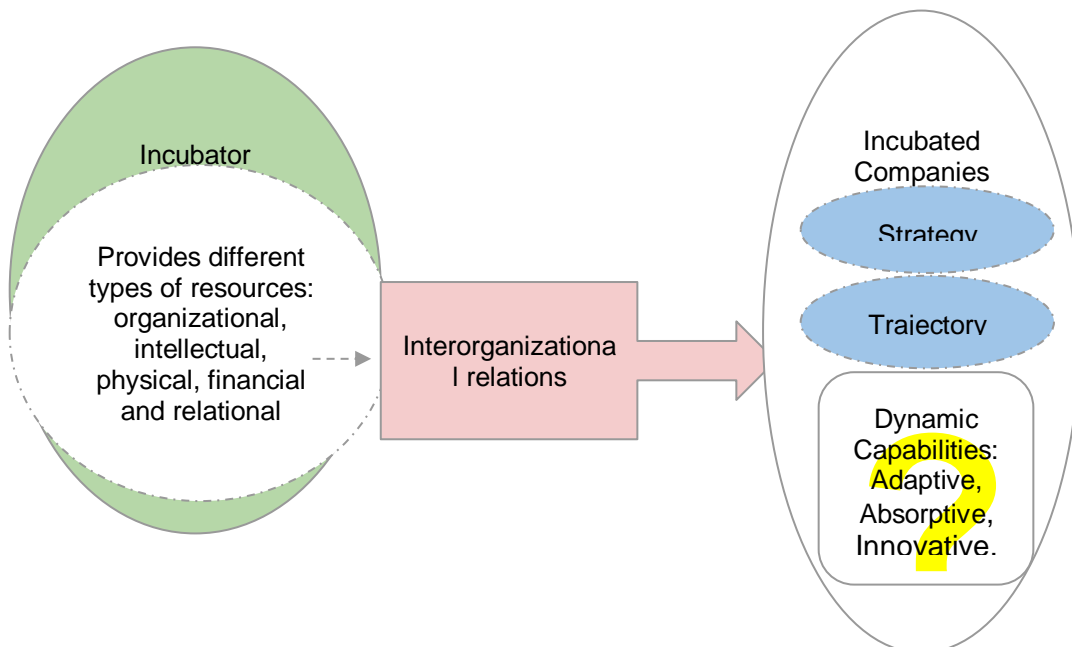 Incubator
Provides different
types of resources:
organizational,
intellectual,
physical, financial
and relational
Interorganizationa
l relations
Incubated
Companies
Strategy
Trajectory
Dynamic
Capabilities:
Adaptive,
Absorptive,
Innovative.
?